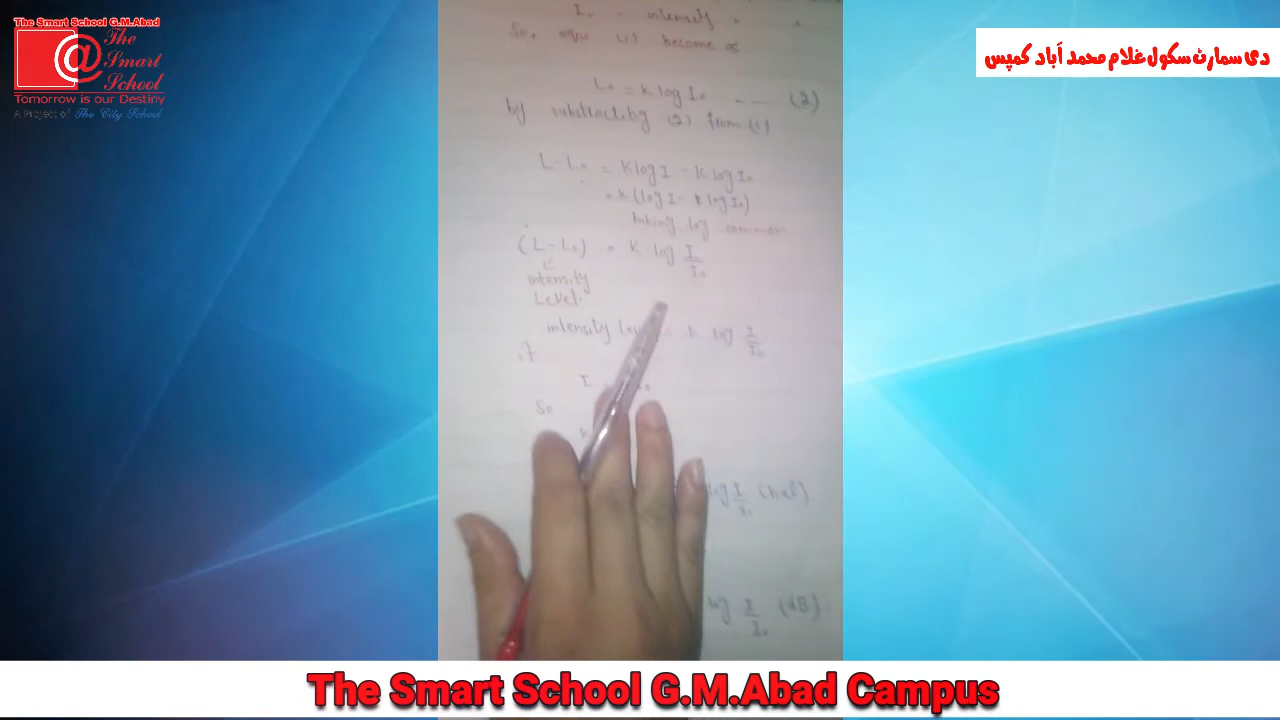 The Smart School G.M.Abad
The
Smart
School
Tomorrow is our Destiny
A Project of The City School
دی سمارٹ سکول غلام محمد آباد کمپس
I₀ - intensity " "
So, eqn (1) become as
L₀ = K log I₀ - — (2)
by substracting (2) from (1)
L - L₀ = K log I - K log I₀
= K (log I - K log I₀)
taking log common
(L - L₀) = K log I/I₀
intensity
Level.
intensity K log I/I₀
if
I I₀
So
K
log I/I₀ (bel)
log I/I₀ (dB)
The Smart School G.M.Abad Campus